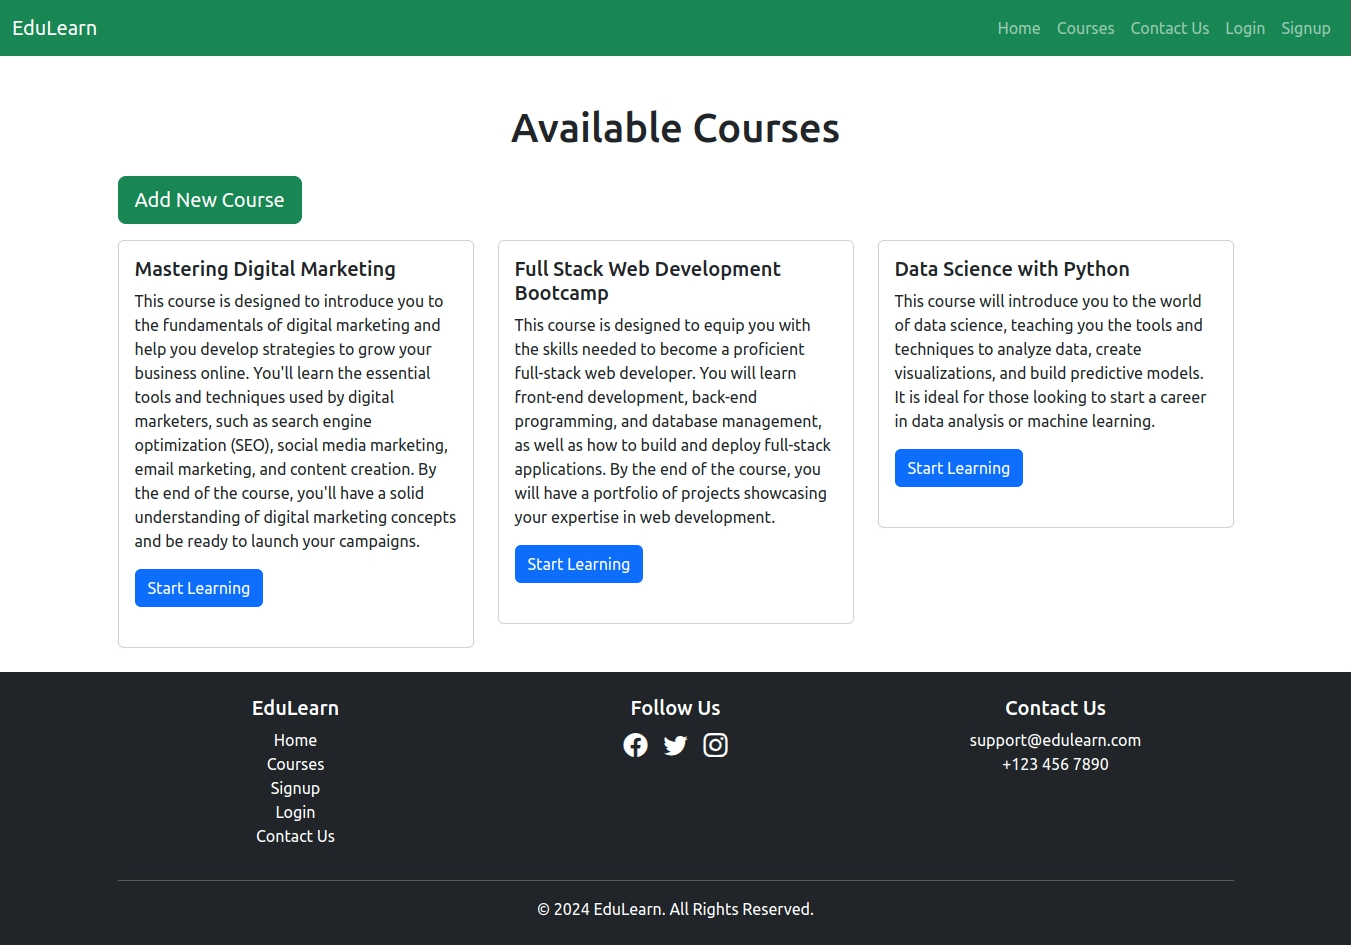 EduLearn
Home Courses Contact Us Login Signup
Available Courses
Add New Course
Mastering Digital Marketing
This course is designed to introduce you to
the fundamentals of digital marketing and
help you develop strategies to grow your
business online. You'll learn the essential
tools and techniques used by digital
marketers, such as search engine
optimization (SEO), social media marketing,
email marketing, and content creation. By
the end of the course, you'll have a solid
understanding of digital marketing concepts
and be ready to launch your campaigns.
Start Learning
Full Stack Web Development
Bootcamp
This course is designed to equip you with
the skills needed to become a proficient
full-stack web developer. You will learn
front-end development, back-end
programming, and database management,
as well as how to build and deploy full-stack
applications. By the end of the course, you
will have a portfolio of projects showcasing
your expertise in web development.
Start Learning
Data Science with Python
This course will introduce you to the world
of data science, teaching you the tools and
techniques to analyze data, create
visualizations, and build predictive models.
It is ideal for those looking to start a career
in data analysis or machine learning.
Start Learning
EduLearn
Home
Courses
Signup
Login
Contact Us
Follow Us
Contact Us
support@edulearn.com
+123 456 7890
© 2024 EduLearn. All Rights Reserved.